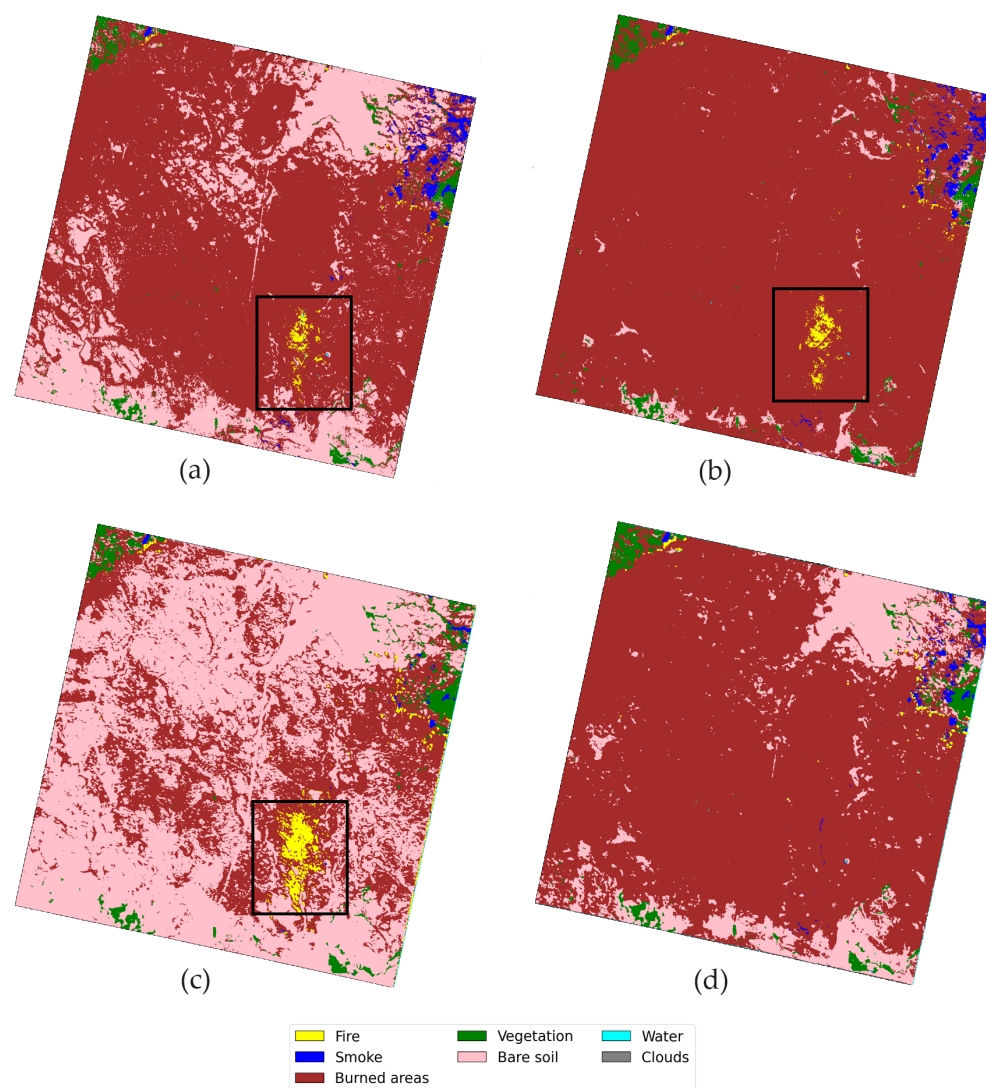 (a)
(b)
(c)
(d)
Fire
Smoke
Burned areas
Vegetation
Bare soil
Water
Clouds